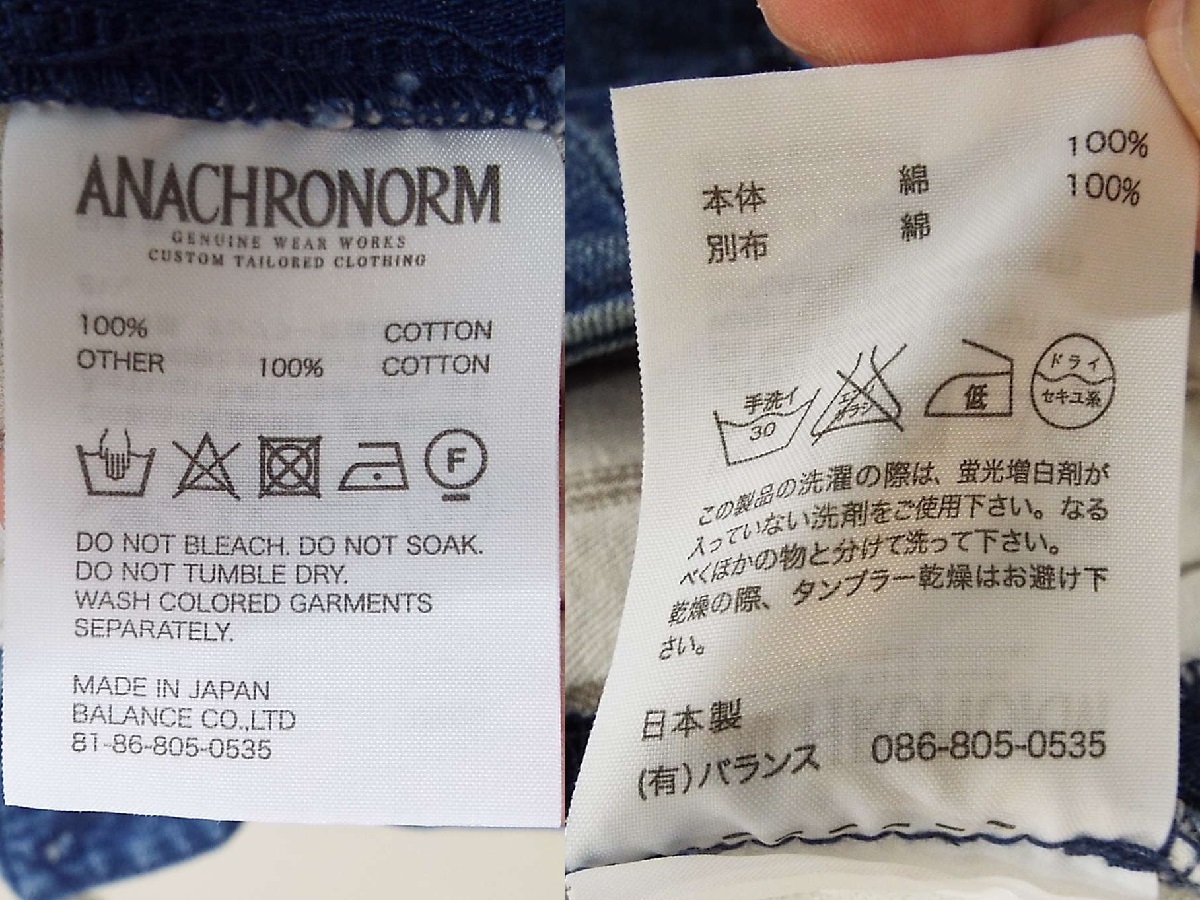 ANACHRONORM
GENUINE WEAR WORKS
CUSTOM TAILORED CLOTHING
100% COTTON
OTHER 100% COTTON
F
DO NOT BLEACH. DO NOT SOAK.
DO NOT TUMBLE DRY.
WASH COLORED GARMENTS
SEPARATELY.
MADE IN JAPAN
BALANCE CO.,LTD
81-86-805-0535
本体 綿 100%
別布 綿 100%
手洗イ
30
エンソ
サラシ
低
ドライ
セキユ系
この製品の洗濯の際は、蛍光増白剤が
入っていない洗剤をご使用下さい。なる
べくほかの物と分けて洗って下さい。
乾燥の際、タンブラー乾燥はお避け下
さい。
日本製
(有)バランス 086-805-0535